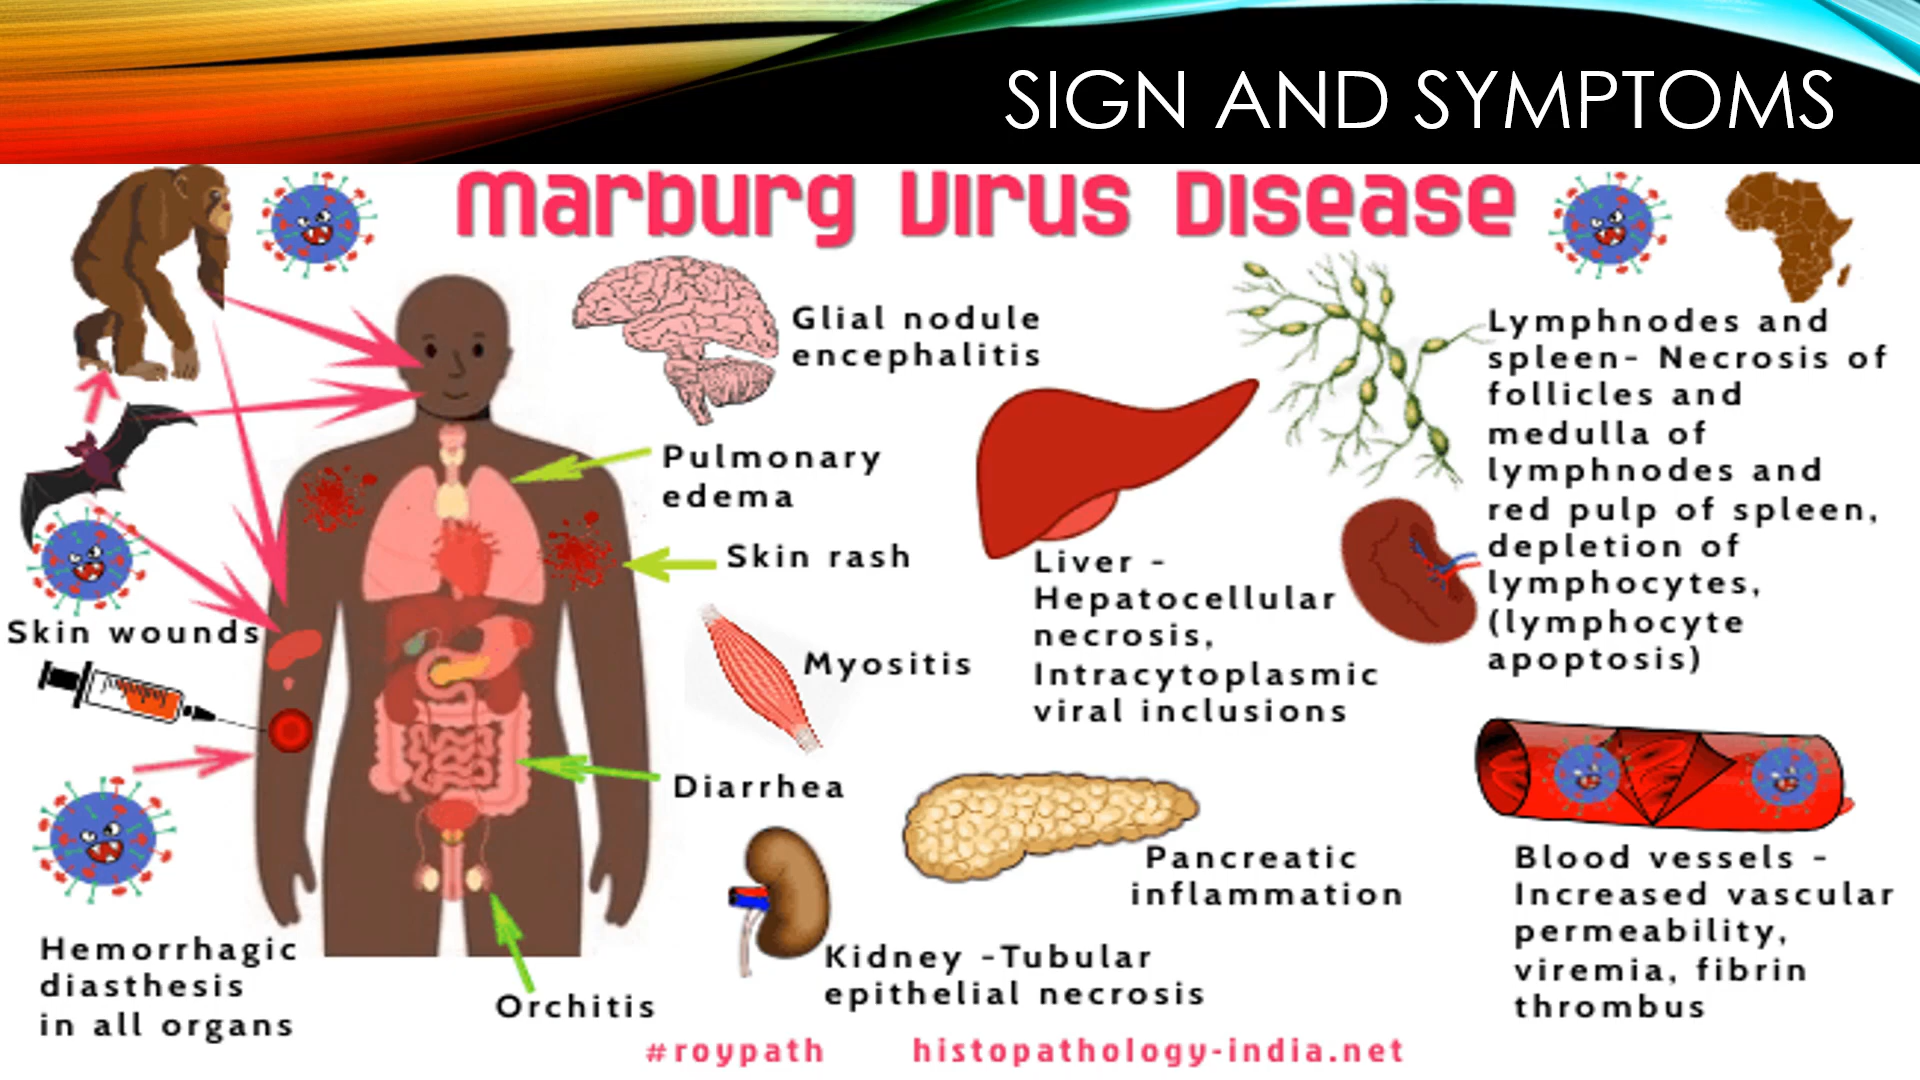 SIGN AND SYMPTOMS
Marburg Virus Disease
Glial nodule
encephalitis
Pulmonary
edema
Skin rash
Myositis
Diarrhea
Orchitis
Skin wounds
Hemorrhagic
diasthesis
in all organs
Liver -
Hepatocellular
necrosis,
Intracytoplasmic
viral inclusions
Pancreatic
inflammation
Kidney -Tubular
epithelial necrosis
Lymphnodes and
spleen- Necrosis of
follicles and
medulla of
lymphnodes and
red pulp of spleen,
depletion of
lymphocytes,
(lymphocyte
apoptosis)
Blood vessels -
Increased vascular
permeability,
viremia, fibrin
thrombus
#roypath
histopathology-india.net